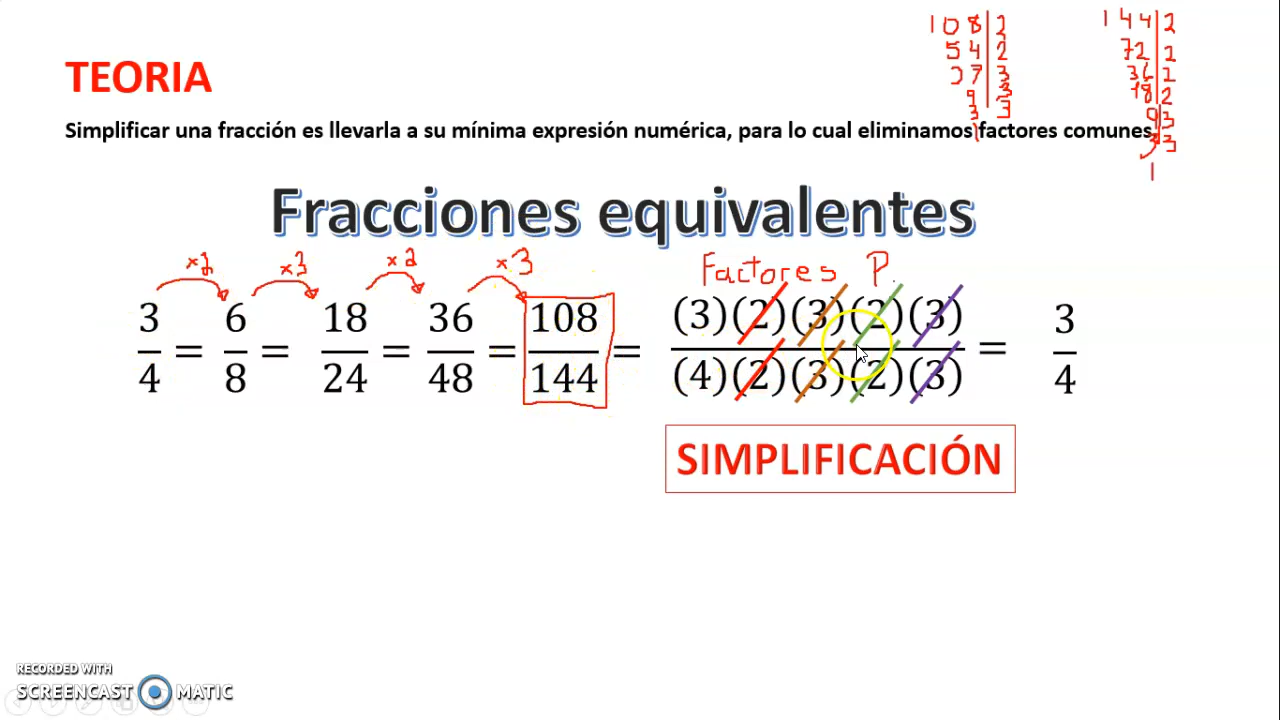 108|2
54|2
27|3
9|3
3|3
1
144|2
72|2
36|2
18|2
9|3
3|3
1
TEORIA
Simplificar una fracción es llevarla a su mínima expresión numérica, para lo cual eliminamos factores comunes
Fracciones equivalentes
×2 ×3 ×2 ×3 Factores P.
3/4 = 6/8 = 18/24 = 36/48 = 108/144 = (3)(2)(3)(2)(3)/(4)(2)(3)(2)(3) = 3/4
SIMPLIFICACIÓN
RECORDED WITH
SCREENCAST MATIC